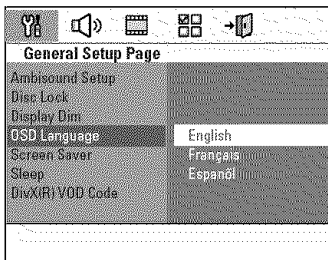 General Setup Page
Ambisound Setup
Disc Lock
Display Dim
OSD Language
English
Screen Saver
Français
Sleep
Espanõl
DivX(R) VOD Code